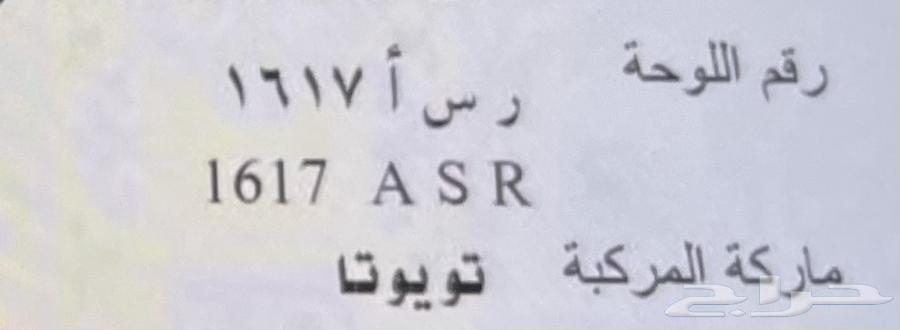 رقم اللوحة ر س أ ١٦١٧
1617 A S R
ماركة المركبة تويوتا
حراج